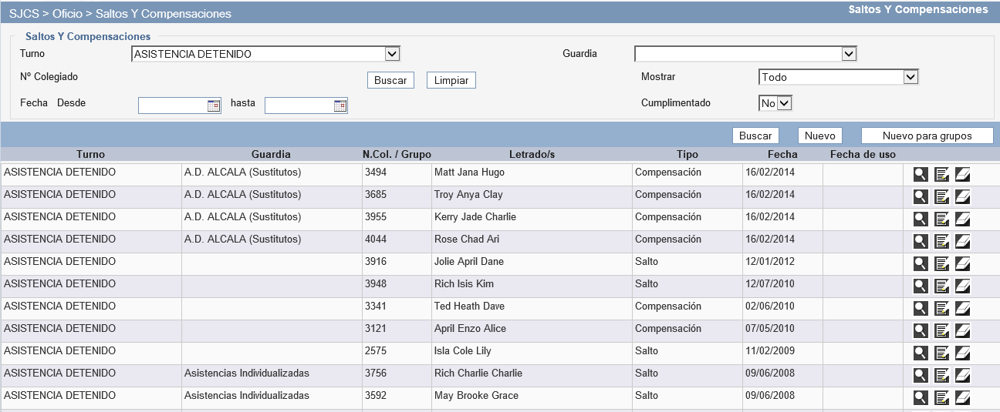 SJCS > Oficio > Saltos Y Compensaciones Saltos Y Compensaciones
Saltos Y Compensaciones
Turno ASISTENCIA DETENIDO Guardia
Nº Colegiado Buscar Limpiar Mostrar Todo
Fecha Desde hasta Cumplimentado No
Buscar Nuevo Nuevo para grupos
Turno Guardia N.Col. / Grupo Letrado/s Tipo Fecha Fecha de uso
ASISTENCIA DETENIDO A.D. ALCALA (Sustitutos) 3494 Matt Jana Hugo Compensación 16/02/2014
ASISTENCIA DETENIDO A.D. ALCALA (Sustitutos) 3685 Troy Anya Clay Compensación 16/02/2014
ASISTENCIA DETENIDO A.D. ALCALA (Sustitutos) 3955 Kerry Jade Charlie Compensación 16/02/2014
ASISTENCIA DETENIDO A.D. ALCALA (Sustitutos) 4044 Rose Chad Ari Compensación 16/02/2014
ASISTENCIA DETENIDO 3916 Jolie April Dane Salto 12/01/2012
ASISTENCIA DETENIDO 3948 Rich Isis Kim Salto 12/07/2010
ASISTENCIA DETENIDO 3341 Ted Heath Dave Compensación 02/06/2010
ASISTENCIA DETENIDO 3121 April Enzo Alice Compensación 07/05/2010
ASISTENCIA DETENIDO 2575 Isla Cole Lily Salto 11/02/2009
ASISTENCIA DETENIDO Asistencias Individualizadas 3756 Rich Charlie Charlie Salto 09/06/2008
ASISTENCIA DETENIDO Asistencias Individualizadas 3592 May Brooke Grace Salto 09/06/2008